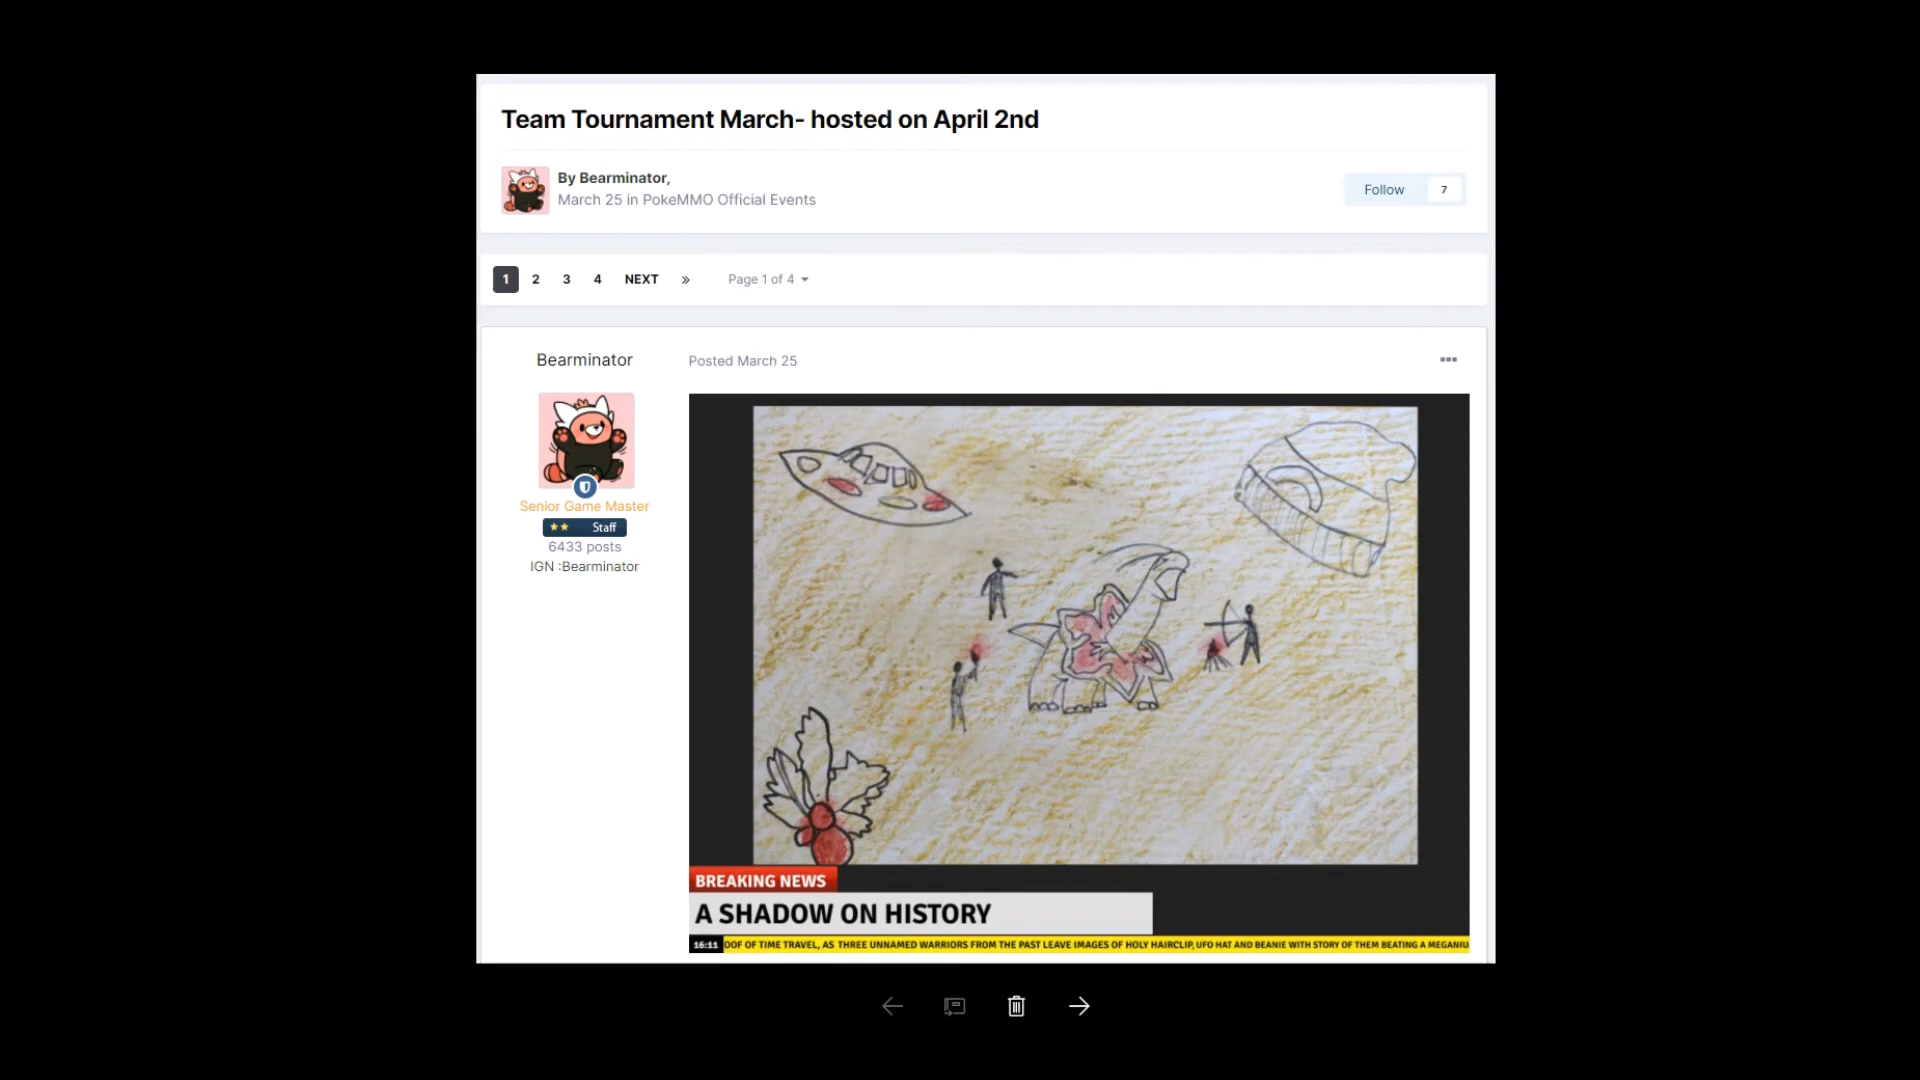 Team Tournament March- hosted on April 2nd
By Bearminator,
March 25 in PokeMMO Official Events
Follow 7
1 2 3 4 NEXT » Page 1 of 4
Bearminator
Posted March 25
Senior Game Master
Staff
6433 posts
IGN :Bearminator
BREAKING NEWS
A SHADOW ON HISTORY
16:11 OOF OF TIME TRAVEL, AS THREE UNNAMED WARRIORS FROM THE PAST LEAVE IMAGES OF HOLY HAIRCLIP, UFO HAT AND BEANIE WITH STORY OF THEM BEATING A MEGANIU